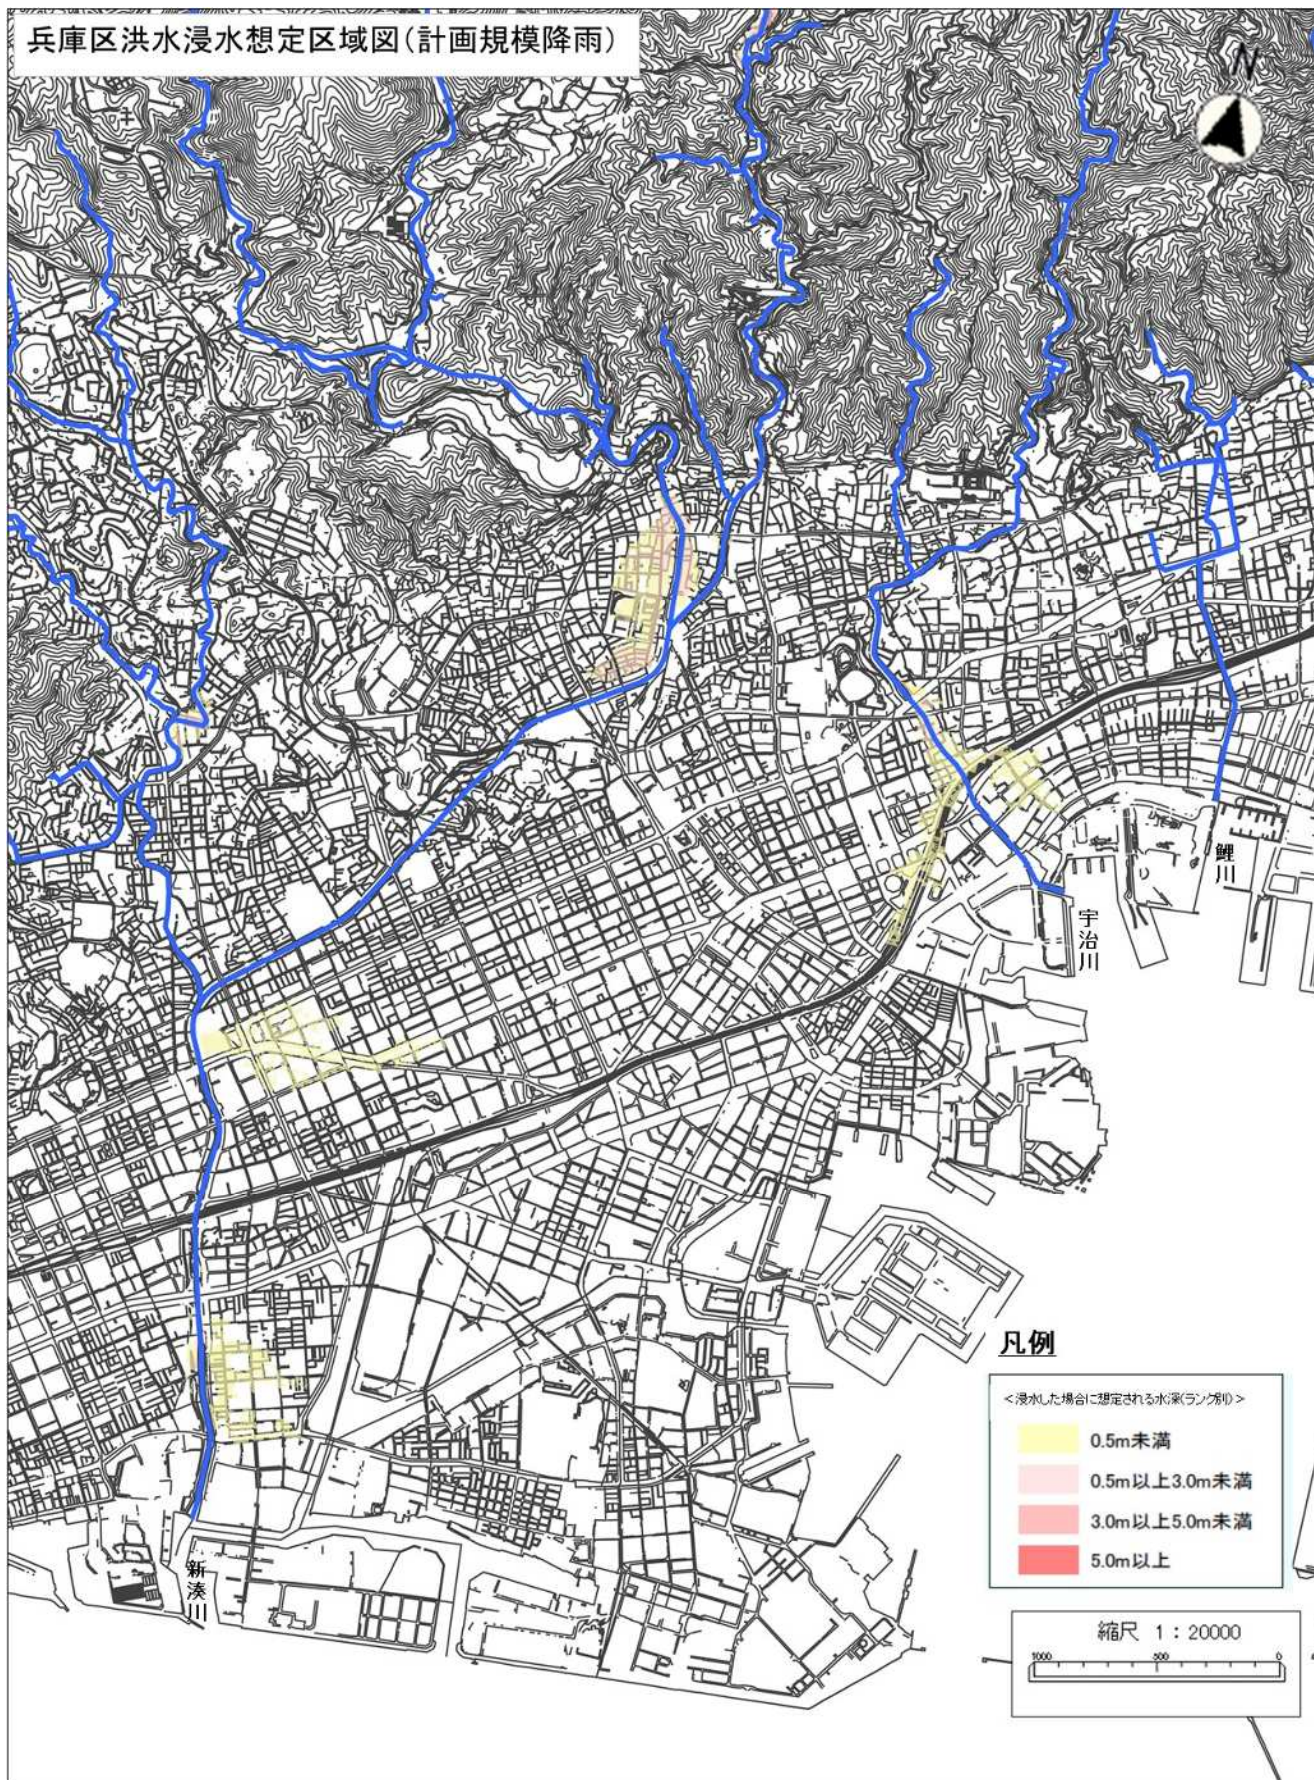 兵庫区洪水浸水想定区域図(計画規模降雨)
N
鯉川
宇治川
新湊川
凡例
<浸水した場合に想定される水深(ランク別)>
0.5m未満
0.5m以上3.0m未満
3.0m以上5.0m未満
5.0m以上
縮尺 1：20000
1000 500 0